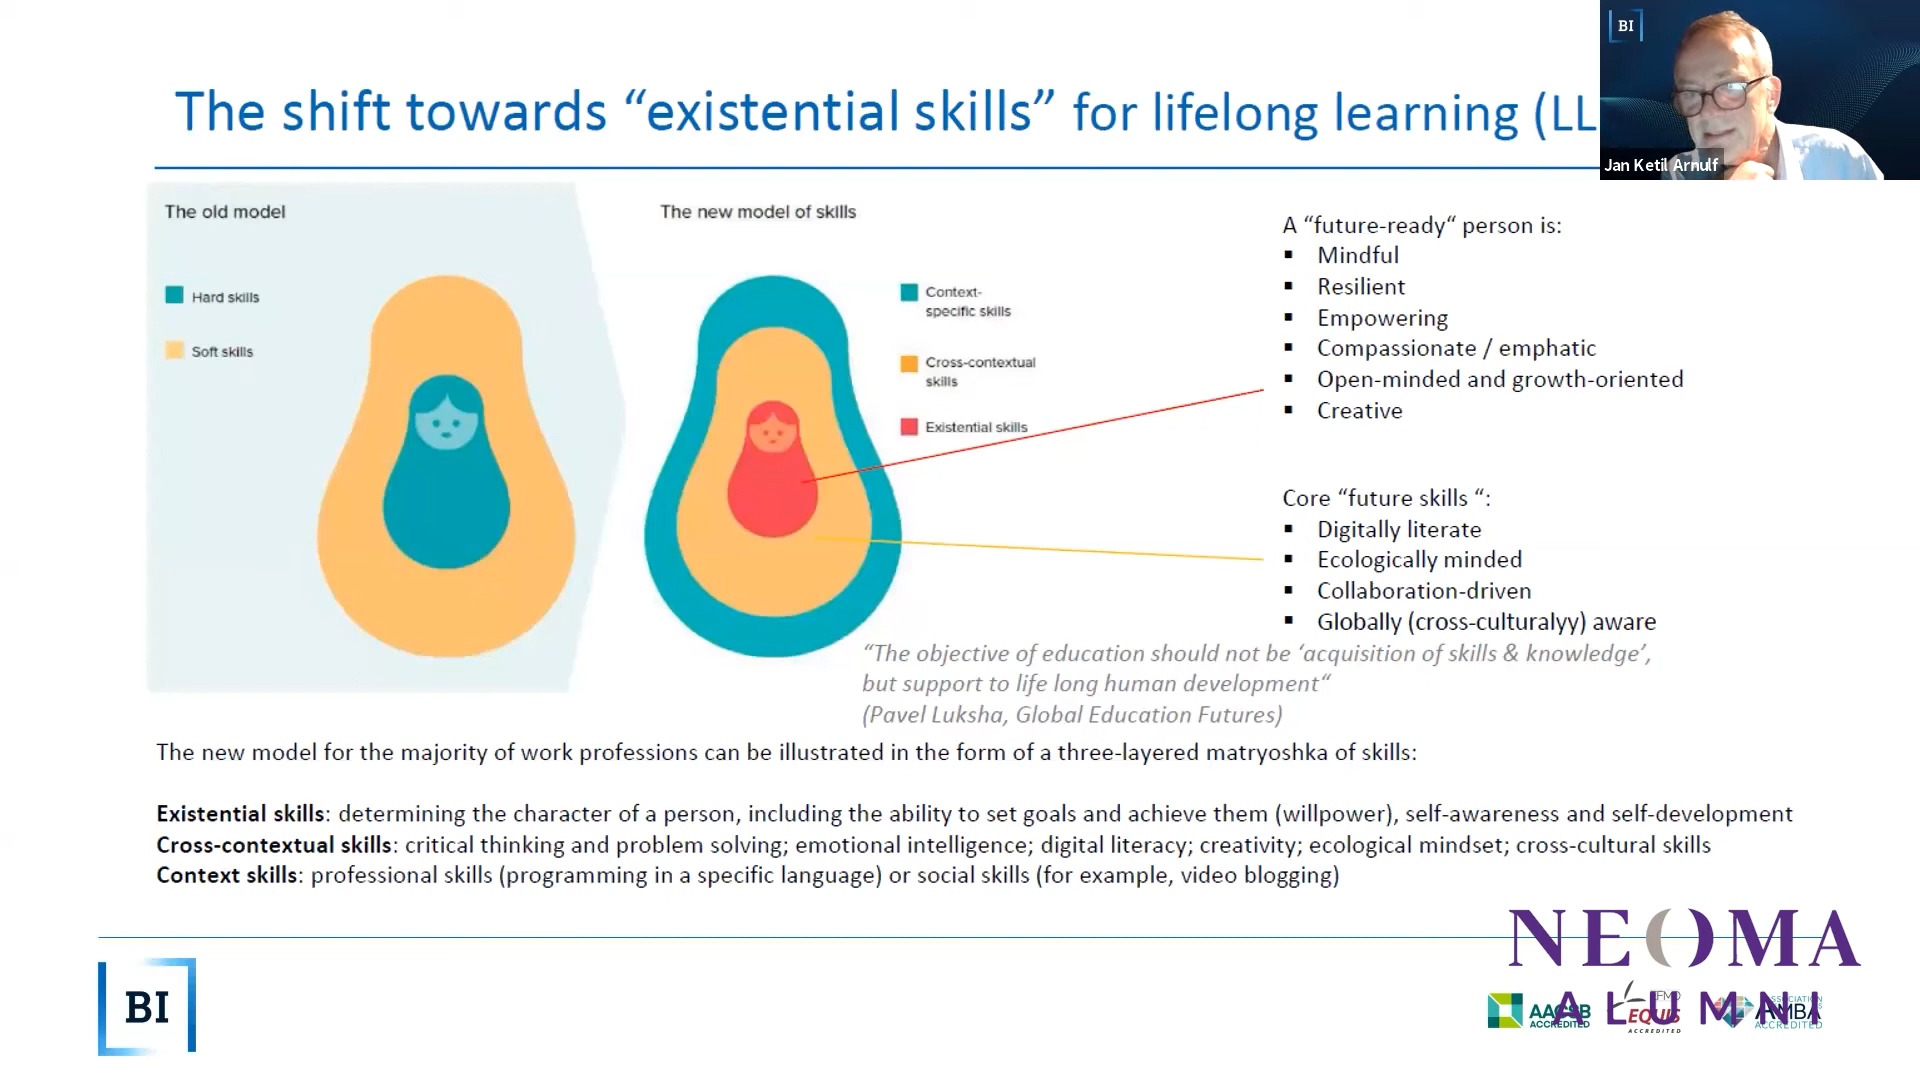 BI
Jan Ketil Arnulf
The shift towards “existential skills” for lifelong learning (LL
The old model
Hard skills
Soft skills
The new model of skills
Context-
specific skills
Cross-contextual
skills
Existential skills
A “future-ready“ person is:
▪ Mindful
▪ Resilient
▪ Empowering
▪ Compassionate / emphatic
▪ Open-minded and growth-oriented
▪ Creative
Core “future skills “:
▪ Digitally literate
▪ Ecologically minded
▪ Collaboration-driven
▪ Globally (cross-culturalyy) aware
“The objective of education should not be ‘acquisition of skills & knowledge’,
but support to life long human development“
(Pavel Luksha, Global Education Futures)
The new model for the majority of work professions can be illustrated in the form of a three-layered matryoshka of skills:
Existential skills: determining the character of a person, including the ability to set goals and achieve them (willpower), self-awareness and self-development
Cross-contextual skills: critical thinking and problem solving; emotional intelligence; digital literacy; creativity; ecological mindset; cross-cultural skills
Context skills: professional skills (programming in a specific language) or social skills (for example, video blogging)
BI
NEOMA
ALUMNI
AACSB
ACCREDITED
EFMD
EQUIS
ACCREDITED
ASSOCIATION
AMBA
ACCREDITED